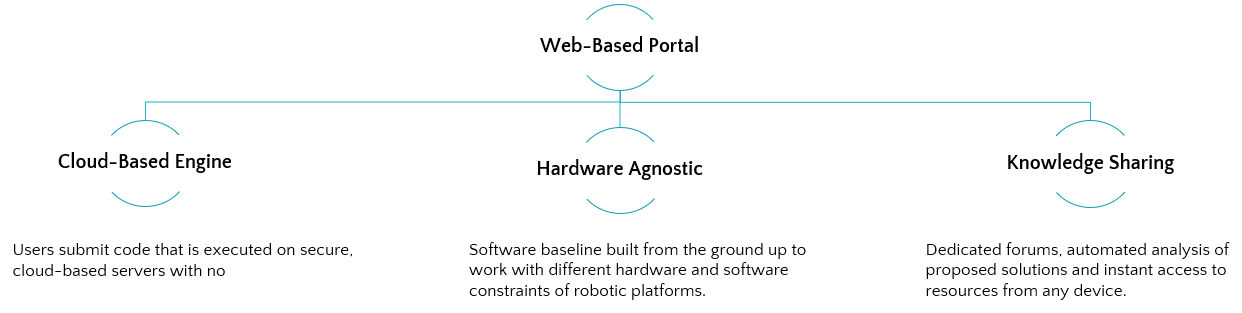 Web-Based Portal
Cloud-Based Engine
Hardware Agnostic
Knowledge Sharing
Users submit code that is executed on secure,
cloud-based servers with no
Software baseline built from the ground up to
work with different hardware and software
constraints of robotic platforms.
Dedicated forums, automated analysis of
proposed solutions and instant access to
resources from any device.